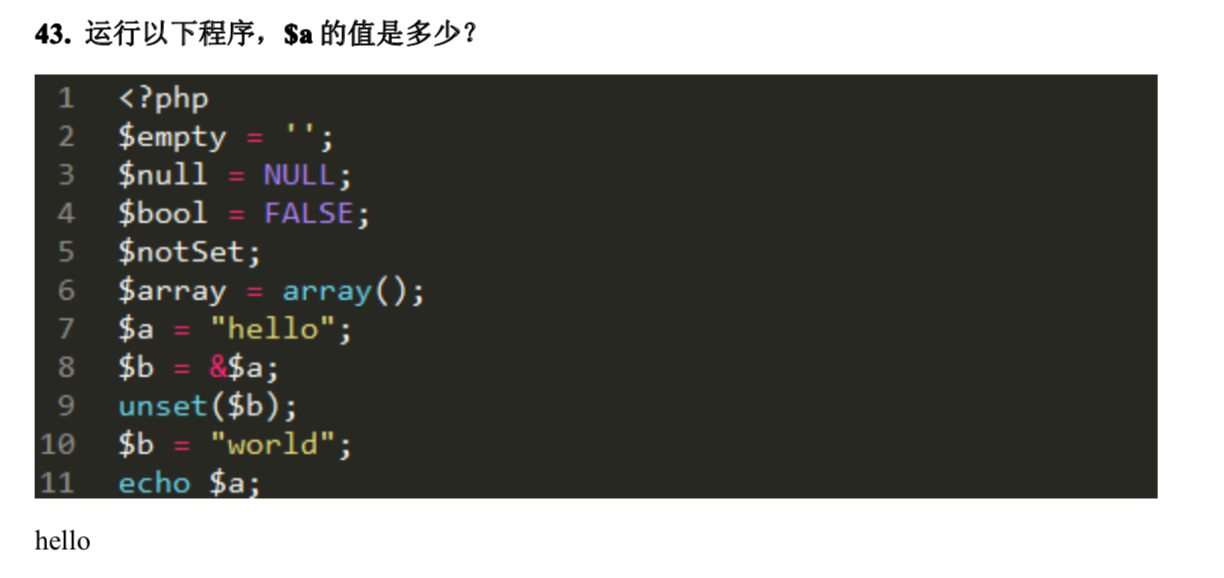 43. 运行以下程序，$a 的值是多少？
1 <?php
2 $empty = '';
3 $null = NULL;
4 $bool = FALSE;
5 $notSet;
6 $array = array();
7 $a = "hello";
8 $b = &$a;
9 unset($b);
10 $b = "world";
11 echo $a;
hello